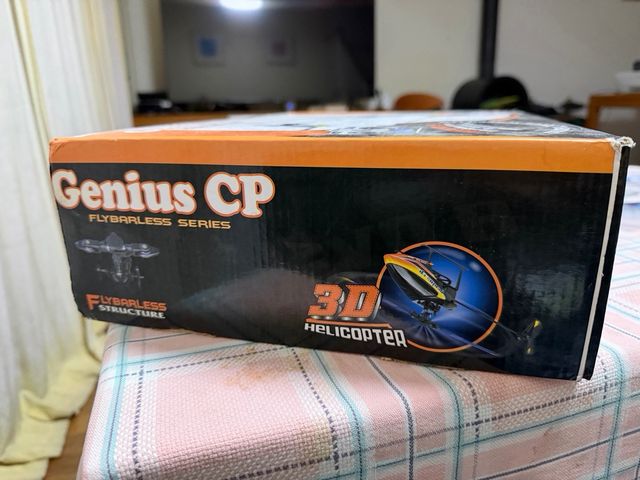 Genius CP
FLYBARLESS SERIES
FLYBARLESS
STRUCTURE
3D
HELICOPTER